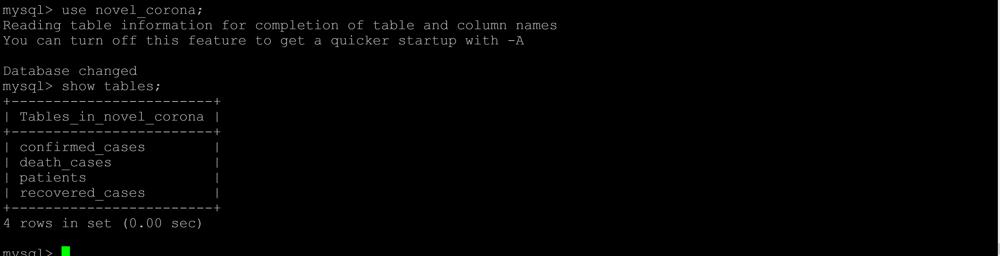 mysql> use novel_corona;
Reading table information for completion of table and column names
You can turn off this feature to get a quicker startup with -A
Database changed
mysql> show tables;
+------------------------+
| Tables_in_novel_corona |
+------------------------+
| confirmed_cases        |
| death_cases            |
| patients               |
| recovered_cases        |
+------------------------+
4 rows in set (0.00 sec)
mysql>